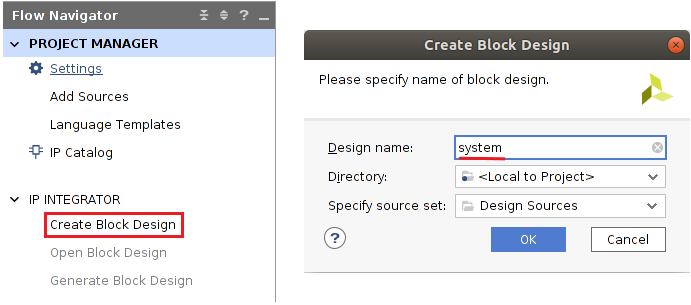 Flow Navigator
PROJECT MANAGER
Settings
Add Sources
Language Templates
IP Catalog
IP INTEGRATOR
Create Block Design
Open Block Design
Generate Block Design
Create Block Design
Please specify name of block design.
Design name: system
Directory: <Local to Project>
Specify source set: Design Sources
? OK Cancel